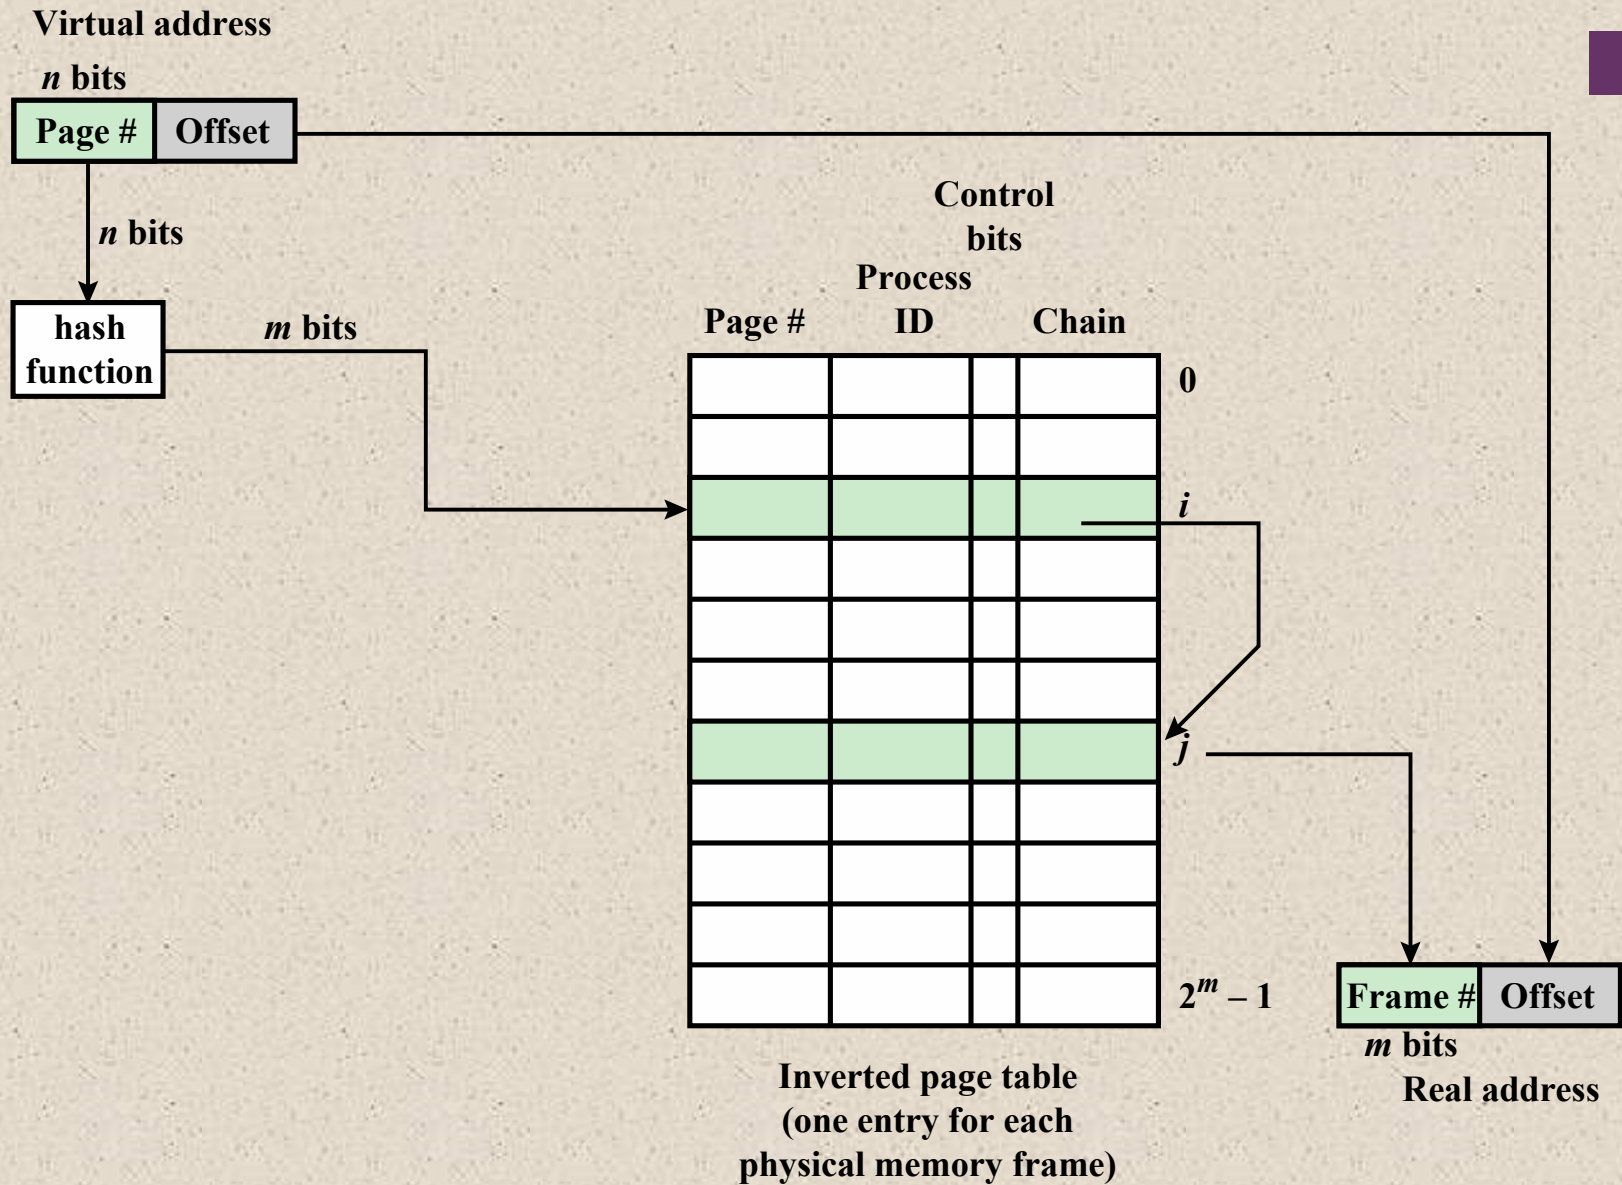 Virtual address
n bits
Page # Offset
n bits
hash
function
m bits
Control
bits
Process
Page # ID Chain
0
i
j
2^m – 1
Frame # Offset
m bits
Real address
Inverted page table
(one entry for each
physical memory frame)